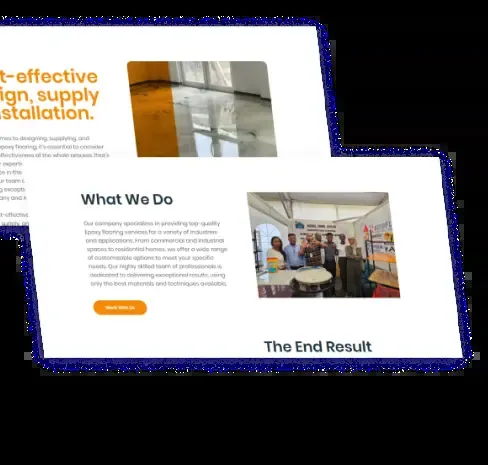 t-effective
ign, supply
nstallation.
mes to designing, supplying, and
epoxy flooring, it's essential to consider
effectiveness of the whole process. that's
What We Do
Our company specializes in providing top-quality
Epoxy flooring services for a variety of industries
and applications. From commercial and industrial
spaces to residential homes, we offer a wide range
of customizable options to meet your specific
needs. Our highly skilled team of professionals is
dedicated to delivering exceptional results, using
only the best materials and techniques available.
Work With Us
The End Result